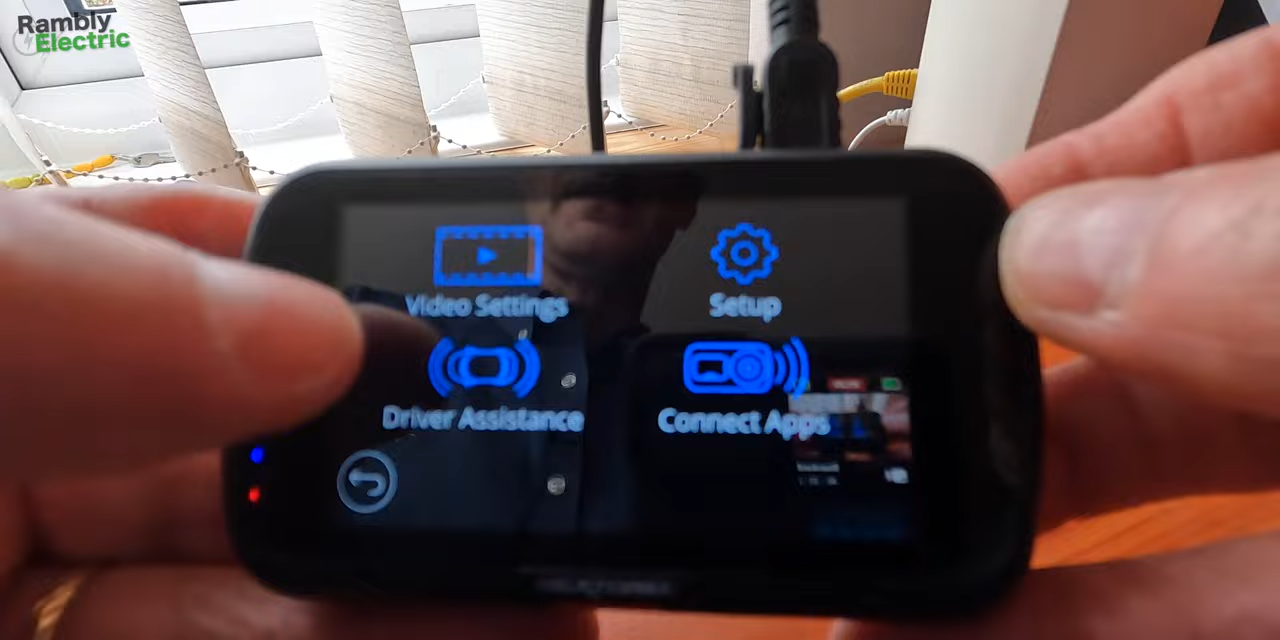 Rambly
Electric
Video Settings
Setup
Driver Assistance
Connect Apps